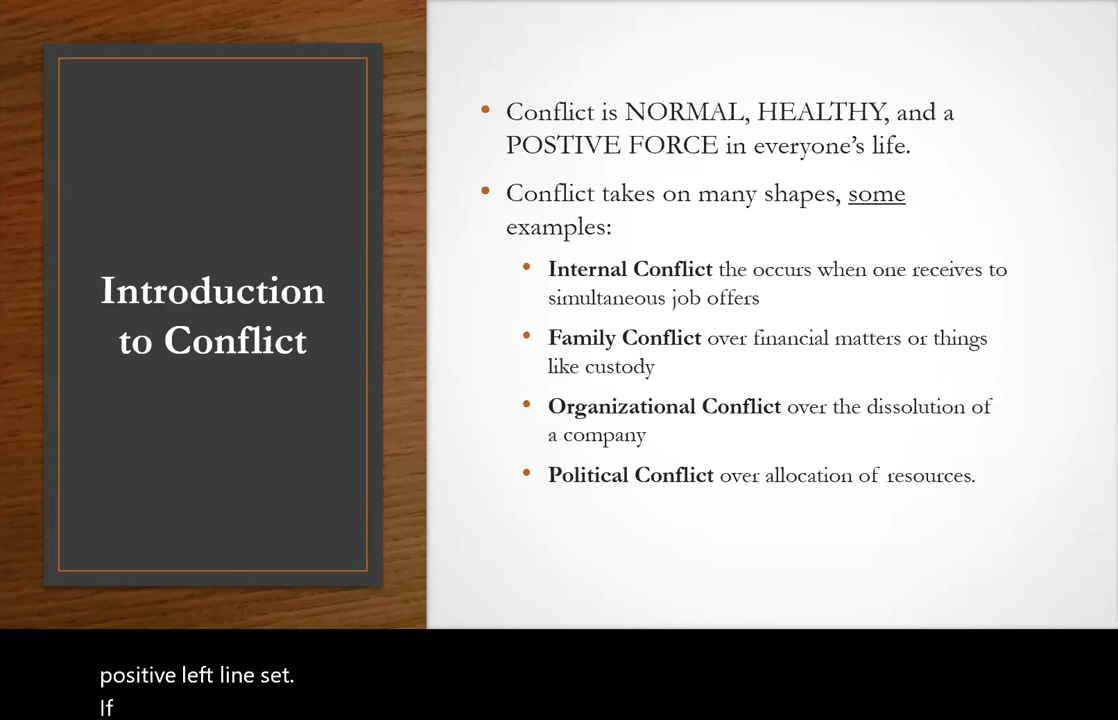 Introduction
to Conflict
Conflict is NORMAL, HEALTHY, and a
POSTIVE FORCE in everyone’s life.
Conflict takes on many shapes, some
examples:
Internal Conflict the occurs when one receives to
simultaneous job offers
Family Conflict over financial matters or things
like custody
Organizational Conflict over the dissolution of
a company
Political Conflict over allocation of resources.
positive left line set.
If